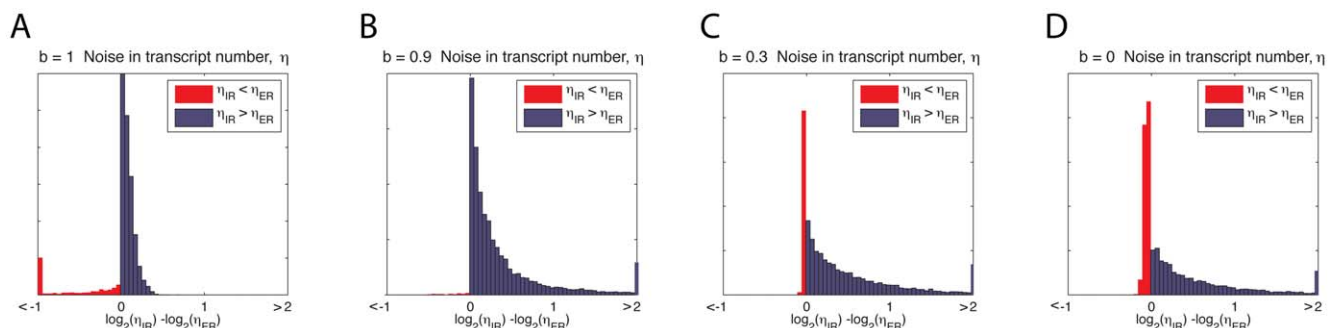 A
b = 1 Noise in transcript number, η
η_IR < η_ER
η_IR > η_ER
<-1 0 1 >2
log₂(η_IR) -log₂(η_ER)
B
b = 0.9 Noise in transcript number, η
η_IR < η_ER
η_IR > η_ER
<-1 0 1 >2
log₂(η_IR) -log₂(η_ER)
C
b = 0.3 Noise in transcript number, η
η_IR < η_ER
η_IR > η_ER
<-1 0 1 >2
log₂(η_IR) -log₂(η_ER)
D
b = 0 Noise in transcript number, η
η_IR < η_ER
η_IR > η_ER
<-1 0 1 >2
log₂(η_IR) -log₂(η_ER)